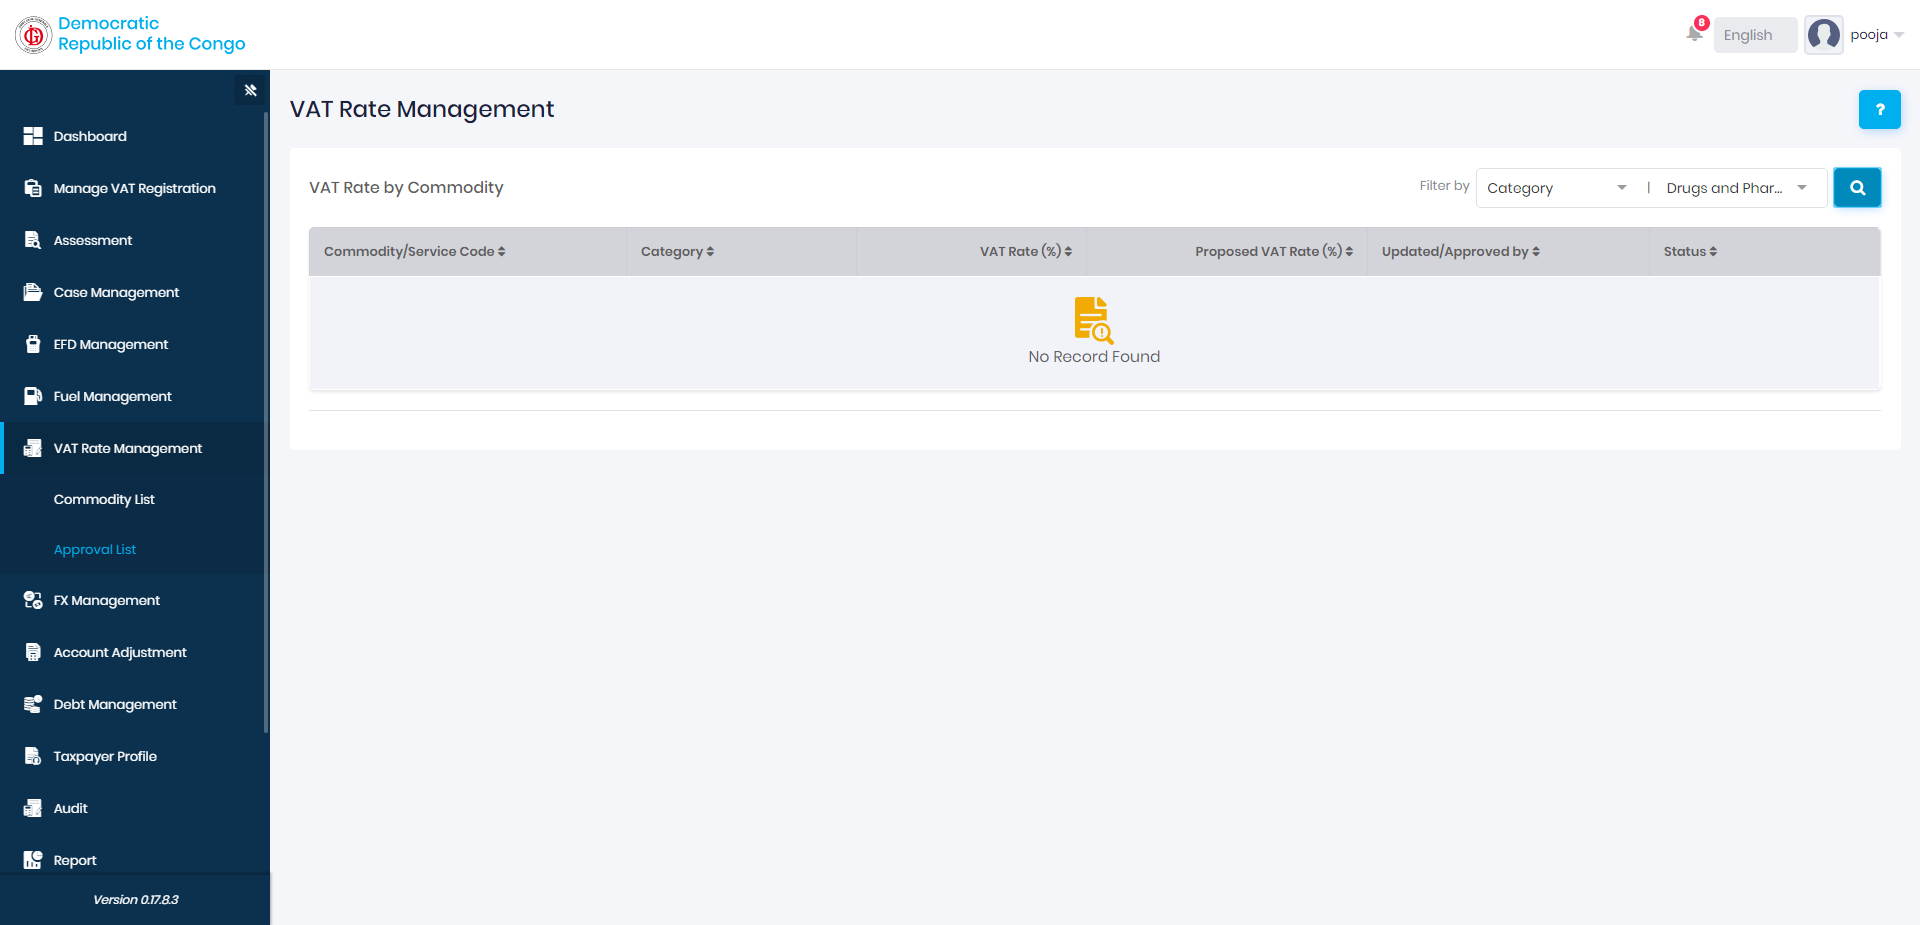 Democratic
Republic of the Congo
8
English
pooja
Dashboard
Manage VAT Registration
Assessment
Case Management
EFD Management
Fuel Management
VAT Rate Management
Commodity List
Approval List
FX Management
Account Adjustment
Debt Management
Taxpayer Profile
Audit
Report
Version 0.17.8.3
VAT Rate Management
?
VAT Rate by Commodity
Filter by
Category
|
Drugs and Phar...
Commodity/Service Code
Category
VAT Rate (%)
Proposed VAT Rate (%)
Updated/Approved by
Status
No Record Found